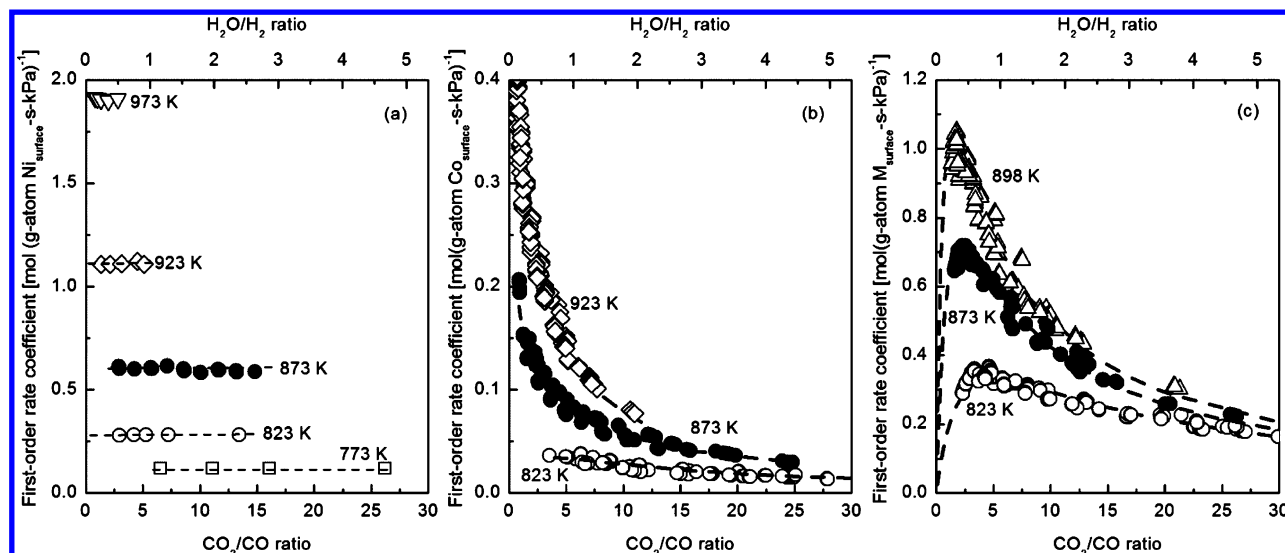 H₂O/H₂ ratio
0 1 2 3 4 5
First-order rate coefficient [mol (g-atom Ni_surface-s-kPa)⁻¹]
2.0
1.5
1.0
0.5
0.0
(a)
973 K
923 K
873 K
823 K
773 K
0 5 10 15 20 25 30
CO₂/CO ratio
H₂O/H₂ ratio
0 1 2 3 4 5
First-order rate coefficient [mol(g-atom Co_surface-s-kPa)⁻¹]
0.4
0.3
0.2
0.1
0.0
(b)
923 K
873 K
823 K
0 5 10 15 20 25 30
CO₂/CO ratio
H₂O/H₂ ratio
0 1 2 3 4 5
First-order rate coefficient [mol(g-atom M_surface-s-kPa)⁻¹]
1.2
1.0
0.8
0.6
0.4
0.2
0.0
(c)
898 K
873 K
823 K
0 5 10 15 20 25 30
CO₂/CO ratio